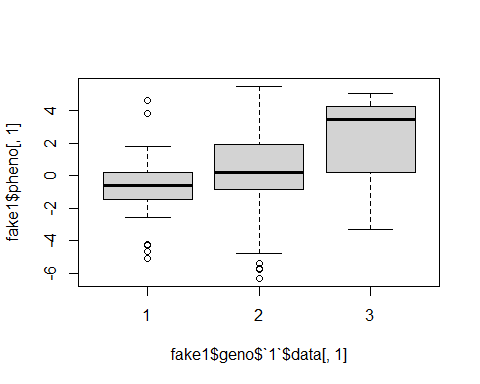 fake1$pheno[, 1]
4
2
0
-2
-4
-6
1 2 3
fake1$geno$`1`$data[, 1]